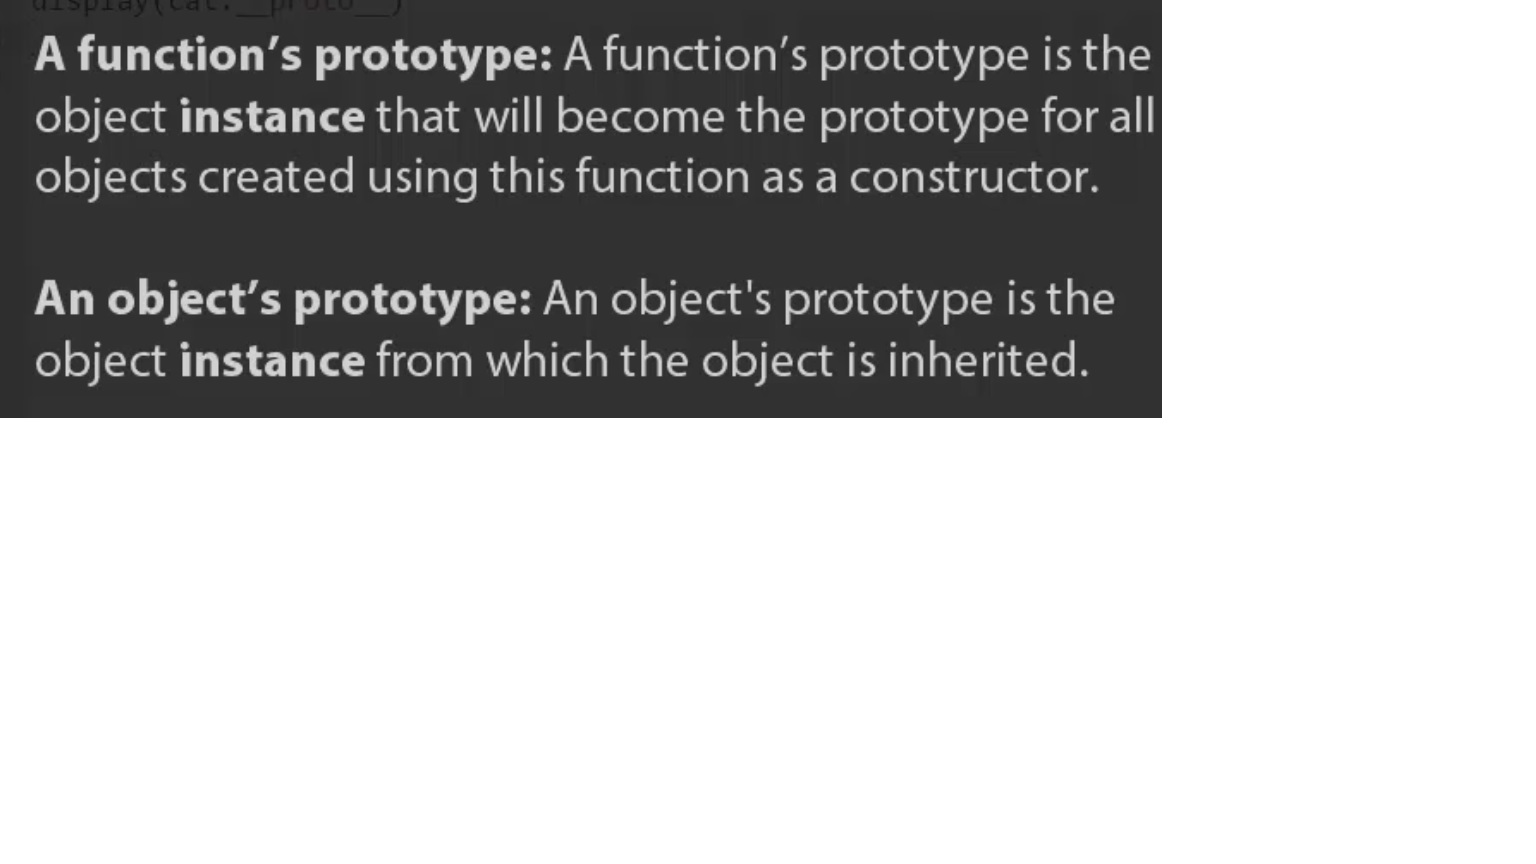 display(cat.__proto__)
A function’s prototype: A function’s prototype is the
object instance that will become the prototype for all
objects created using this function as a constructor.
An object’s prototype: An object's prototype is the
object instance from which the object is inherited.